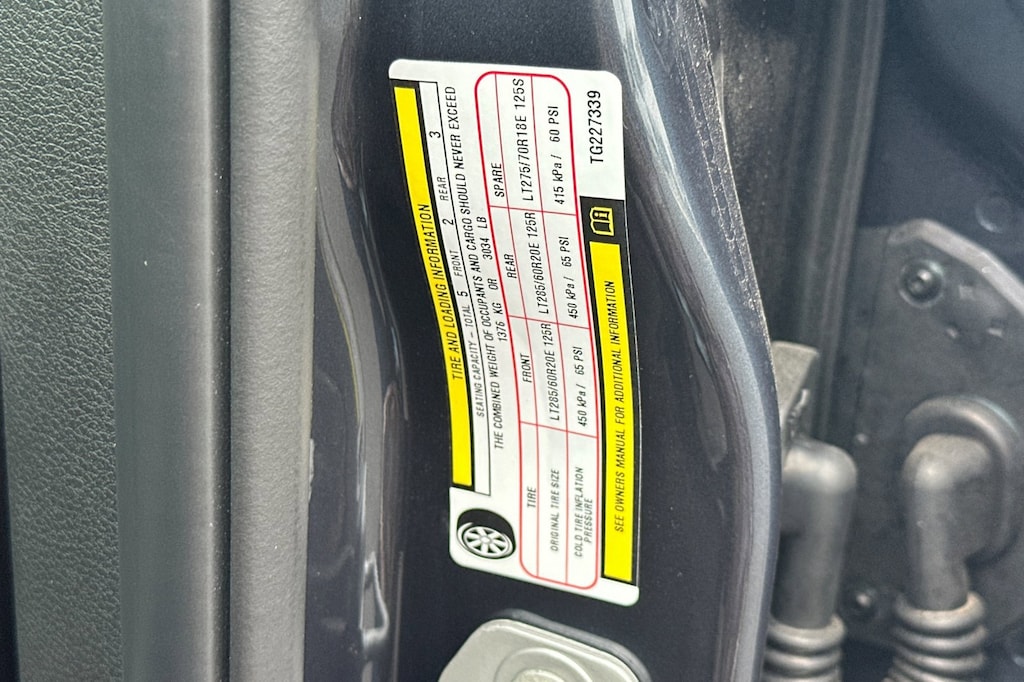 TIRE AND LOADING INFORMATION
SEATING CAPACITY – TOTAL 5 FRONT 2 REAR 3
THE COMBINED WEIGHT OF OCCUPANTS AND CARGO SHOULD NEVER EXCEED
1376 KG OR 3034 LB
TIRE FRONT REAR SPARE
ORIGINAL TIRE SIZE LT285/60R20E 125R LT285/60R20E 125R LT275/70R18E 125S
COLD TIRE INFLATION PRESSURE 450 kPa / 65 PSI 450 kPa / 65 PSI 415 kPa / 60 PSI
SEE OWNERS MANUAL FOR ADDITIONAL INFORMATION
TG227339